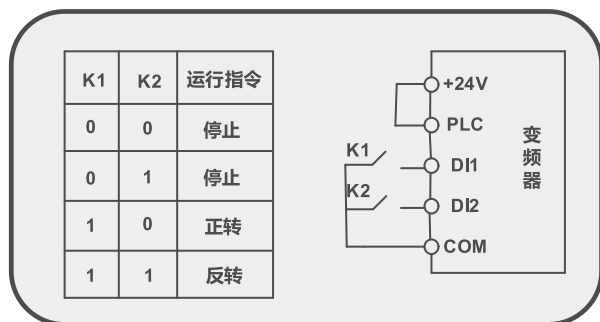 K1 K2 运行指令
0 0 停止
0 1 停止
1 0 正转
1 1 反转
+24V
PLC
K1
DI1
K2
DI2
COM
变频器